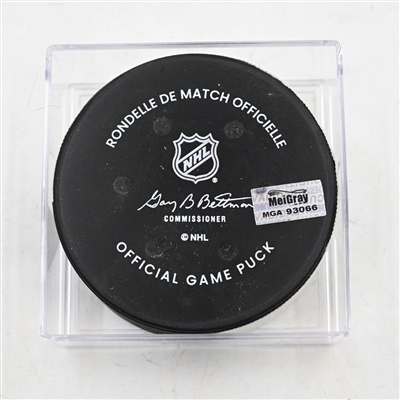 RONDELLE DE MATCH OFFICIELLE
NHL
Gary B Bettman
COMMISSIONER
© NHL
OFFICIAL GAME PUCK
MeiGray
MGA 93066